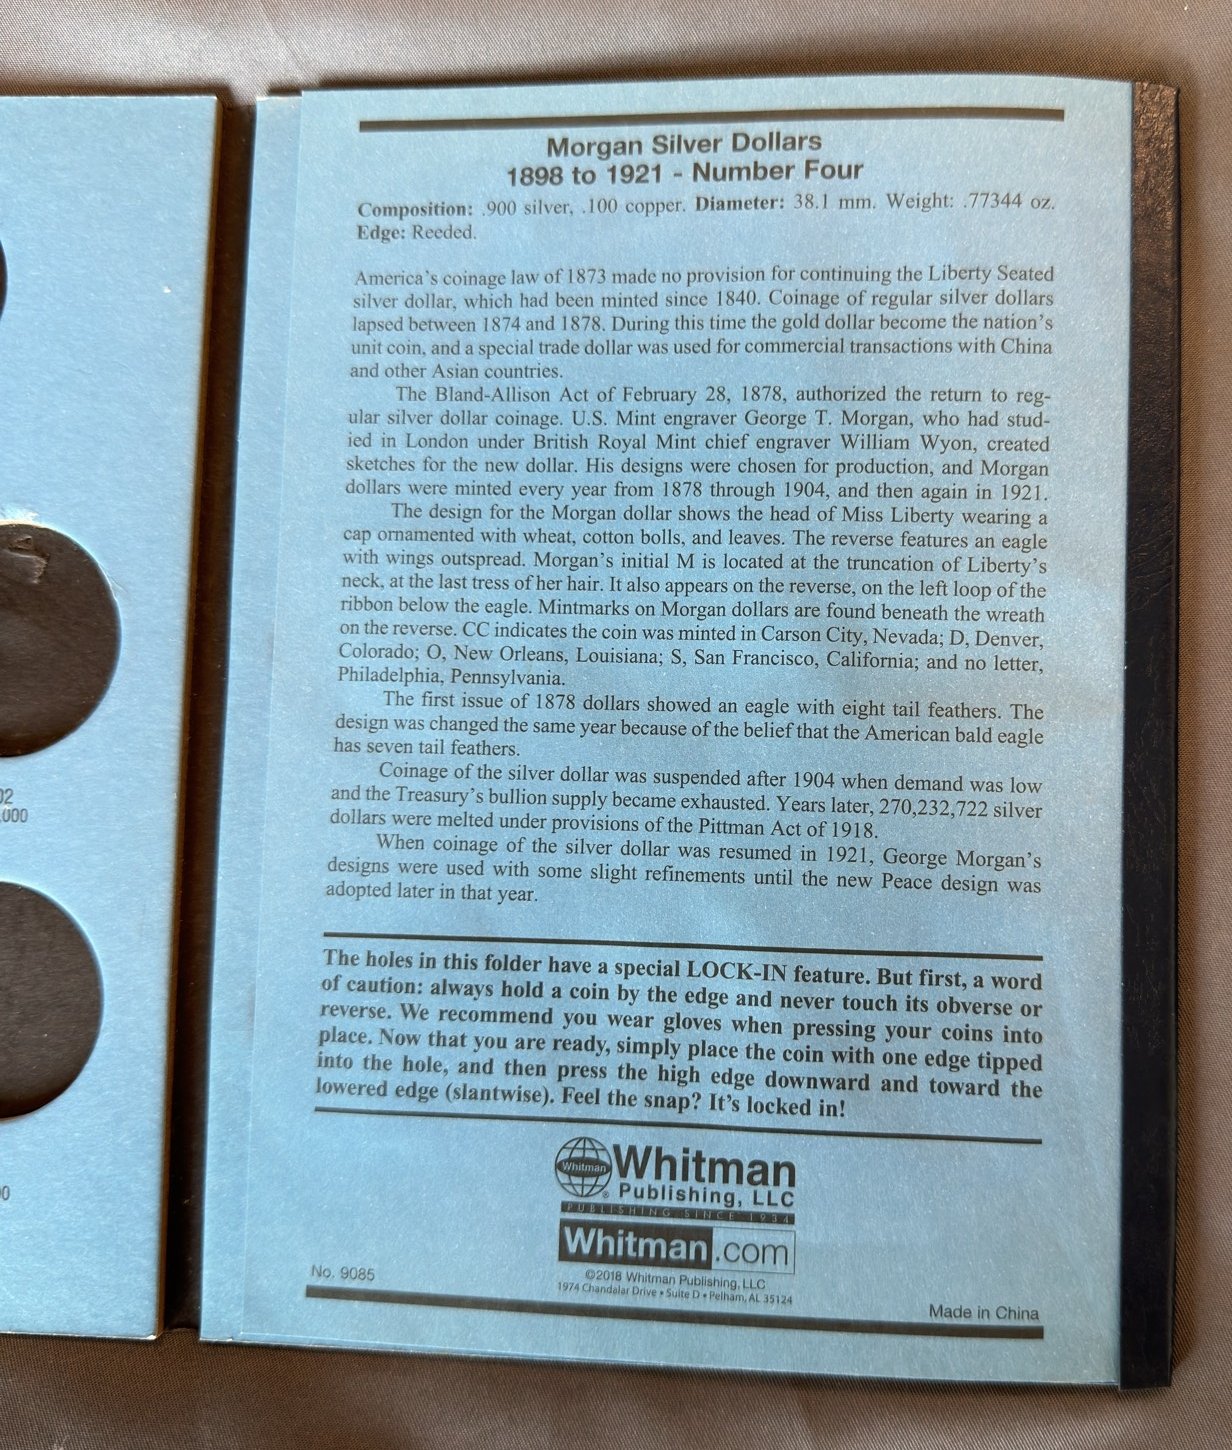 Morgan Silver Dollars
1898 to 1921 - Number Four
Composition: .900 silver, .100 copper. Diameter: 38.1 mm. Weight: .77344 oz.
Edge: Reeded.
America's coinage law of 1873 made no provision for continuing the Liberty Seated
silver dollar, which had been minted since 1840. Coinage of regular silver dollars
lapsed between 1874 and 1878. During this time the gold dollar become the nation's
unit coin, and a special trade dollar was used for commercial transactions with China
and other Asian countries.
The Bland-Allison Act of February 28, 1878, authorized the return to reg-
ular silver dollar coinage. U.S. Mint engraver George T. Morgan, who had stud-
ied in London under British Royal Mint chief engraver William Wyon, created
sketches for the new dollar. His designs were chosen for production, and Morgan
dollars were minted every year from 1878 through 1904, and then again in 1921.
The design for the Morgan dollar shows the head of Miss Liberty wearing a
cap ornamented with wheat, cotton bolls, and leaves. The reverse features an eagle
with wings outspread. Morgan's initial M is located at the truncation of Liberty's
neck, at the last tress of her hair. It also appears on the reverse, on the left loop of the
ribbon below the eagle. Mintmarks on Morgan dollars are found beneath the wreath
on the reverse. CC indicates the coin was minted in Carson City, Nevada; D, Denver,
Colorado; O, New Orleans, Louisiana; S, San Francisco, California; and no letter,
Philadelphia, Pennsylvania.
The first issue of 1878 dollars showed an eagle with eight tail feathers. The
design was changed the same year because of the belief that the American bald eagle
has seven tail feathers.
Coinage of the silver dollar was suspended after 1904 when demand was low
and the Treasury's bullion supply became exhausted. Years later, 270,232,722 silver
dollars were melted under provisions of the Pittman Act of 1918.
When coinage of the silver dollar was resumed in 1921, George Morgan's
designs were used with some slight refinements until the new Peace design was
adopted later in that year.
The holes in this folder have a special LOCK-IN feature. But first, a word
of caution: always hold a coin by the edge and never touch its obverse or
reverse. We recommend you wear gloves when pressing your coins into
place. Now that you are ready, simply place the coin with one edge tipped
into the hole, and then press the high edge downward and toward the
lowered edge (slantwise). Feel the snap? It's locked in!
Whitman
Whitman®
Publishing, LLC
PUBLISHING SINCE 1934
Whitman.com
©2018 Whitman Publishing, LLC
1974 Chandalar Drive • Suite D • Pelham, AL 35124
No. 9085
Made in China
02
,000
0